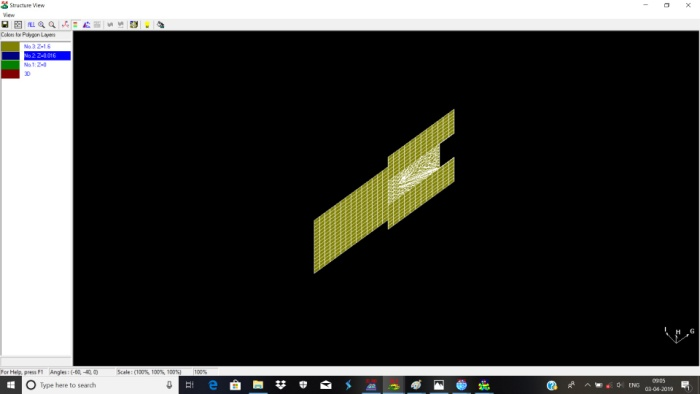 Structure View
View
ALL
Colors for Polygon Layers
No.3: Z=1.6
No.2: Z=0.016
No.1: Z=0
3D
For Help, press F1 Angles : (-60, -40, 0) Scale : (100%, 100%, 100%) 100%
Type here to search
ENG
09:05
03-04-2019